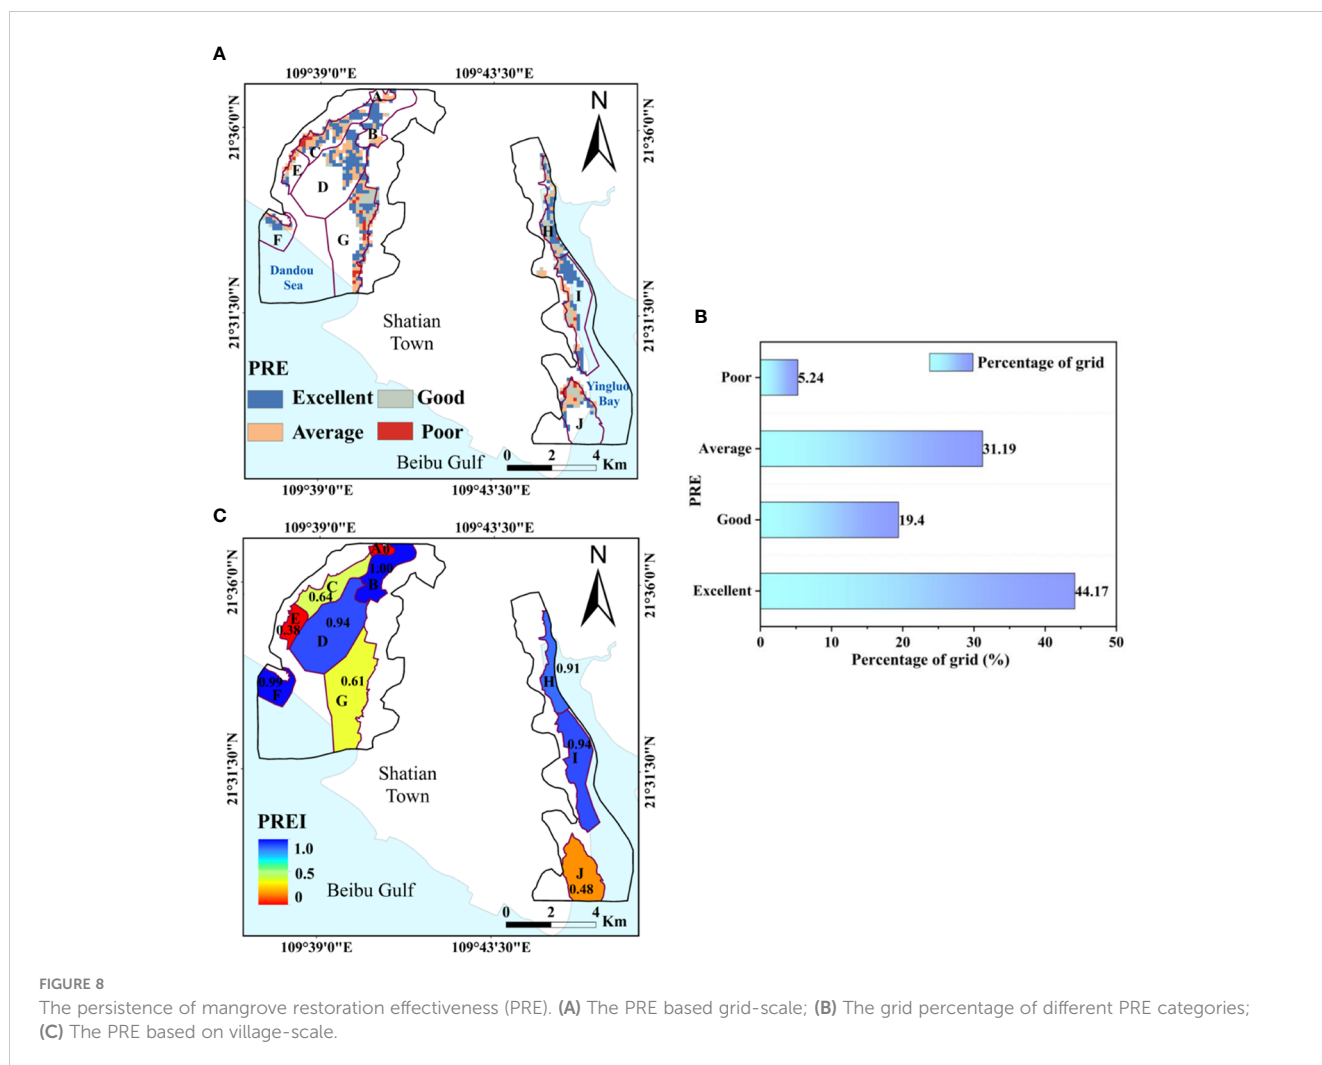 A
109°39'0"E 109°43'30"E
21°36'0"N
21°31'30"N
21°36'0"N
21°31'30"N
N
A
B
C
E
D
F
G
H
I
J
Dandou
Sea
Shatian
Town
Yingluo
Bay
Beibu Gulf
PRE
Excellent Good
Average Poor
0 2 4 Km
109°39'0"E 109°43'30"E
B
Percentage of grid
PRE
Poor 5.24
Average 31.19
Good 19.4
Excellent 44.17
0 10 20 30 40 50
Percentage of grid (%)
C
109°39'0"E 109°43'30"E
21°36'0"N
21°31'30"N
21°36'0"N
21°31'30"N
N
1.00
B
C
0.64
E
0.38
0.94
D
0.99
F
0.61
G
H
0.91
0.94
I
J
0.48
Shatian
Town
Beibu Gulf
PREI
1.0
0.5
0
0 2 4 Km
109°39'0"E 109°43'30"E
FIGURE 8
The persistence of mangrove restoration effectiveness (PRE). (A) The PRE based grid-scale; (B) The grid percentage of different PRE categories;
(C) The PRE based on village-scale.